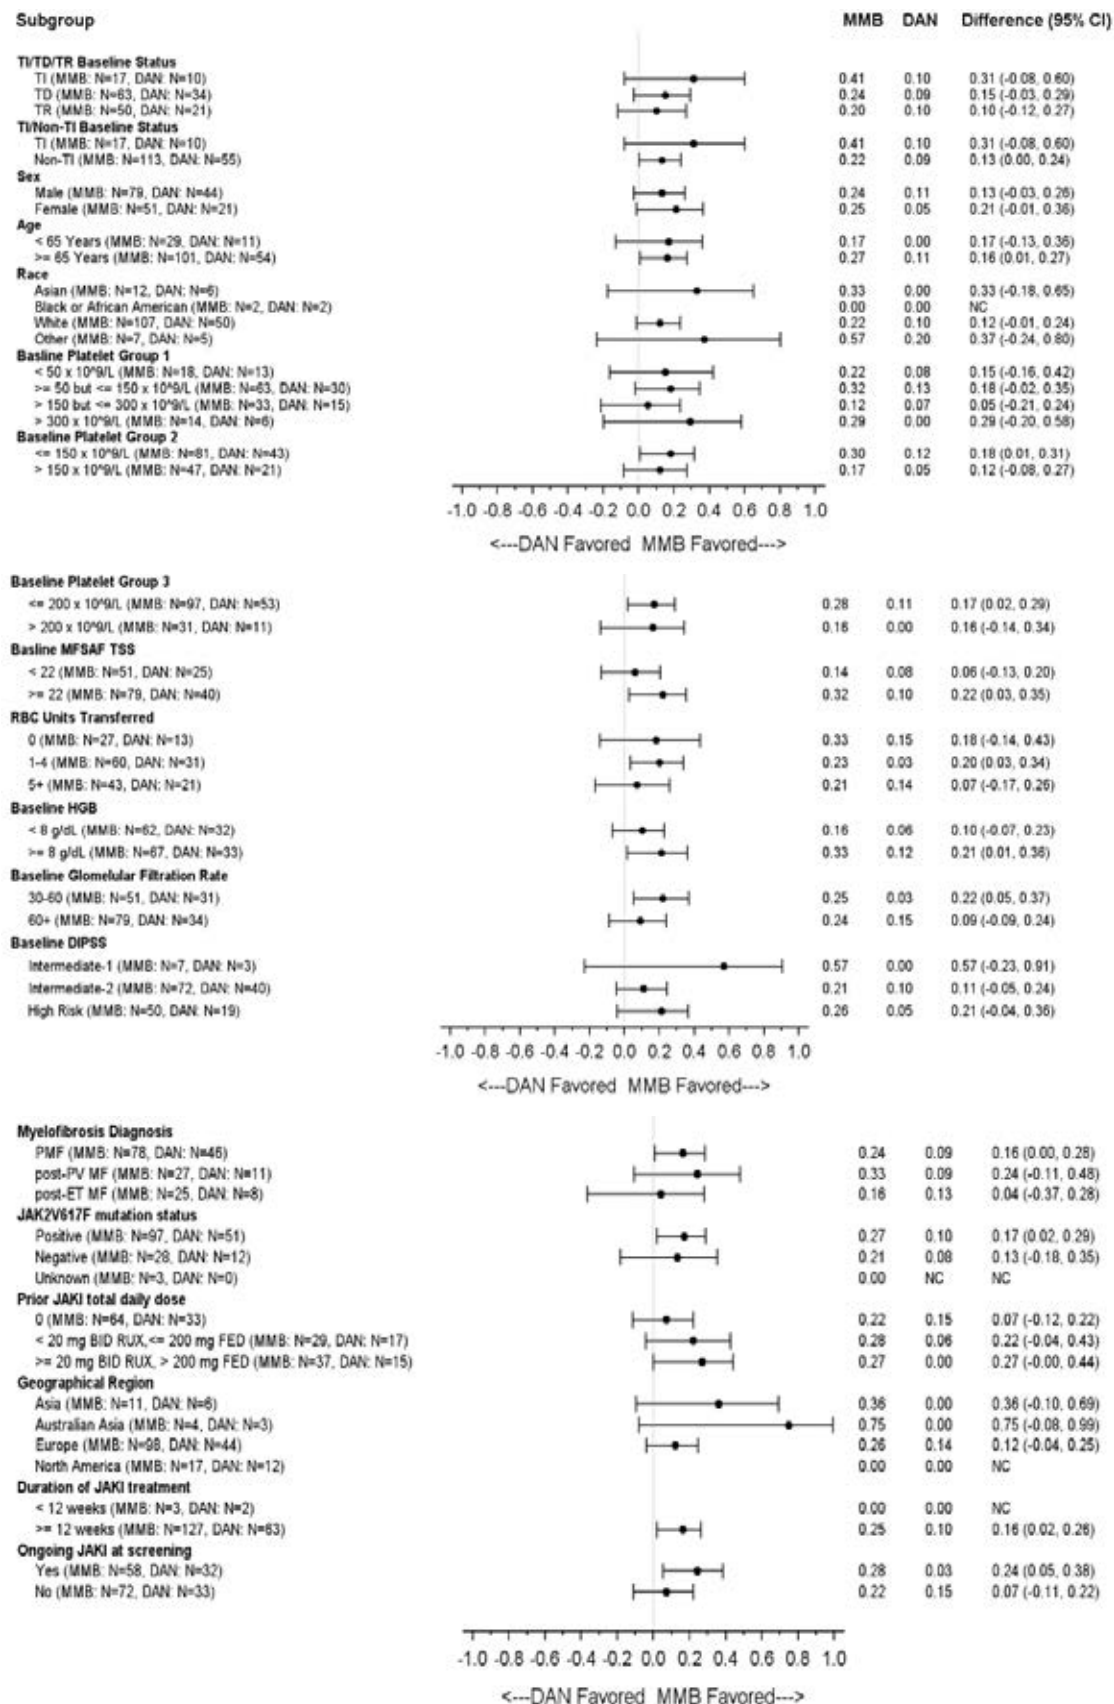 Subgroup MMB DAN Difference (95% CI)
TI/TD/TR Baseline Status
TI (MMB: N=17, DAN: N=10) 0.41 0.10 0.31 (-0.08, 0.60)
TD (MMB: N=63, DAN: N=34) 0.24 0.09 0.15 (-0.03, 0.29)
TR (MMB: N=50, DAN: N=21) 0.20 0.10 0.10 (-0.12, 0.27)
TI/Non-TI Baseline Status
TI (MMB: N=17, DAN: N=10) 0.41 0.10 0.31 (-0.08, 0.60)
Non-TI (MMB: N=113, DAN: N=55) 0.22 0.09 0.13 (0.00, 0.24)
Sex
Male (MMB: N=79, DAN: N=44) 0.24 0.11 0.13 (-0.03, 0.26)
Female (MMB: N=51, DAN: N=21) 0.25 0.05 0.21 (-0.01, 0.36)
Age
< 65 Years (MMB: N=29, DAN: N=11) 0.17 0.00 0.17 (-0.13, 0.36)
>= 65 Years (MMB: N=101, DAN: N=54) 0.27 0.11 0.16 (0.01, 0.27)
Race
Asian (MMB: N=12, DAN: N=6) 0.33 0.00 0.33 (-0.18, 0.65)
Black or African American (MMB: N=2, DAN: N=2) 0.00 0.00 NC
White (MMB: N=107, DAN: N=50) 0.22 0.10 0.12 (-0.01, 0.24)
Other (MMB: N=7, DAN: N=5) 0.57 0.20 0.37 (-0.24, 0.80)
Basline Platelet Group 1
< 50 x 10^9/L (MMB: N=18, DAN: N=13) 0.22 0.08 0.15 (-0.16, 0.42)
>= 50 but <= 150 x 10^9/L (MMB: N=63, DAN: N=30) 0.32 0.13 0.18 (-0.02, 0.35)
> 150 but <= 300 x 10^9/L (MMB: N=33, DAN: N=15) 0.12 0.07 0.05 (-0.21, 0.24)
> 300 x 10^9/L (MMB: N=14, DAN: N=6) 0.29 0.00 0.29 (-0.20, 0.58)
Baseline Platelet Group 2
<= 150 x 10^9/L (MMB: N=81, DAN: N=43) 0.30 0.12 0.18 (0.01, 0.31)
> 150 x 10^9/L (MMB: N=47, DAN: N=21) 0.17 0.05 0.12 (-0.08, 0.27)
-1.0 -0.8 -0.6 -0.4 -0.2 0.0 0.2 0.4 0.6 0.8 1.0
<---DAN Favored MMB Favored--->
Baseline Platelet Group 3
<= 200 x 10^9/L (MMB: N=97, DAN: N=53) 0.28 0.11 0.17 (0.02, 0.29)
> 200 x 10^9/L (MMB: N=31, DAN: N=11) 0.16 0.00 0.16 (-0.14, 0.34)
Basline MFSAF TSS
< 22 (MMB: N=51, DAN: N=25) 0.14 0.08 0.06 (-0.13, 0.20)
>= 22 (MMB: N=79, DAN: N=40) 0.32 0.10 0.22 (0.03, 0.35)
RBC Units Transferred
0 (MMB: N=27, DAN: N=13) 0.33 0.15 0.18 (-0.14, 0.43)
1-4 (MMB: N=60, DAN: N=31) 0.23 0.03 0.20 (0.03, 0.34)
5+ (MMB: N=43, DAN: N=21) 0.21 0.14 0.07 (-0.17, 0.26)
Baseline HGB
< 8 g/dL (MMB: N=62, DAN: N=32) 0.16 0.06 0.10 (-0.07, 0.23)
>= 8 g/dL (MMB: N=67, DAN: N=33) 0.33 0.12 0.21 (0.01, 0.36)
Baseline Glomelular Filtration Rate
30-60 (MMB: N=51, DAN: N=31) 0.25 0.03 0.22 (0.05, 0.37)
60+ (MMB: N=79, DAN: N=34) 0.24 0.15 0.09 (-0.09, 0.24)
Baseline DIPSS
Intermediate-1 (MMB: N=7, DAN: N=3) 0.57 0.00 0.57 (-0.23, 0.91)
Intermediate-2 (MMB: N=72, DAN: N=40) 0.21 0.10 0.11 (-0.05, 0.24)
High Risk (MMB: N=50, DAN: N=19) 0.26 0.05 0.21 (-0.04, 0.36)
-1.0 -0.8 -0.6 -0.4 -0.2 0.0 0.2 0.4 0.6 0.8 1.0
<---DAN Favored MMB Favored--->
Myelofibrosis Diagnosis
PMF (MMB: N=78, DAN: N=46) 0.24 0.09 0.16 (0.00, 0.28)
post-PV MF (MMB: N=27, DAN: N=11) 0.33 0.09 0.24 (-0.11, 0.48)
post-ET MF (MMB: N=25, DAN: N=8) 0.16 0.13 0.04 (-0.37, 0.28)
JAK2V617F mutation status
Positive (MMB: N=97, DAN: N=51) 0.27 0.10 0.17 (0.02, 0.29)
Negative (MMB: N=28, DAN: N=12) 0.21 0.08 0.13 (-0.18, 0.35)
Unknown (MMB: N=3, DAN: N=0) 0.00 NC NC
Prior JAKI total daily dose
0 (MMB: N=64, DAN: N=33) 0.22 0.15 0.07 (-0.12, 0.22)
< 20 mg BID RUX,<= 200 mg FED (MMB: N=29, DAN: N=17) 0.28 0.06 0.22 (-0.04, 0.43)
>= 20 mg BID RUX, > 200 mg FED (MMB: N=37, DAN: N=15) 0.27 0.00 0.27 (-0.00, 0.44)
Geographical Region
Asia (MMB: N=11, DAN: N=6) 0.36 0.00 0.36 (-0.10, 0.69)
Australian Asia (MMB: N=4, DAN: N=3) 0.75 0.00 0.75 (-0.08, 0.99)
Europe (MMB: N=98, DAN: N=44) 0.26 0.14 0.12 (-0.04, 0.25)
North America (MMB: N=17, DAN: N=12) 0.00 0.00 NC
Duration of JAKI treatment
< 12 weeks (MMB: N=3, DAN: N=2) 0.00 0.00 NC
>= 12 weeks (MMB: N=127, DAN: N=63) 0.25 0.10 0.16 (0.02, 0.26)
Ongoing JAKI at screening
Yes (MMB: N=58, DAN: N=32) 0.28 0.03 0.24 (0.05, 0.38)
No (MMB: N=72, DAN: N=33) 0.22 0.15 0.07 (-0.11, 0.22)
-1.0 -0.8 -0.6 -0.4 -0.2 0.0 0.2 0.4 0.6 0.8 1.0
<---DAN Favored MMB Favored--->